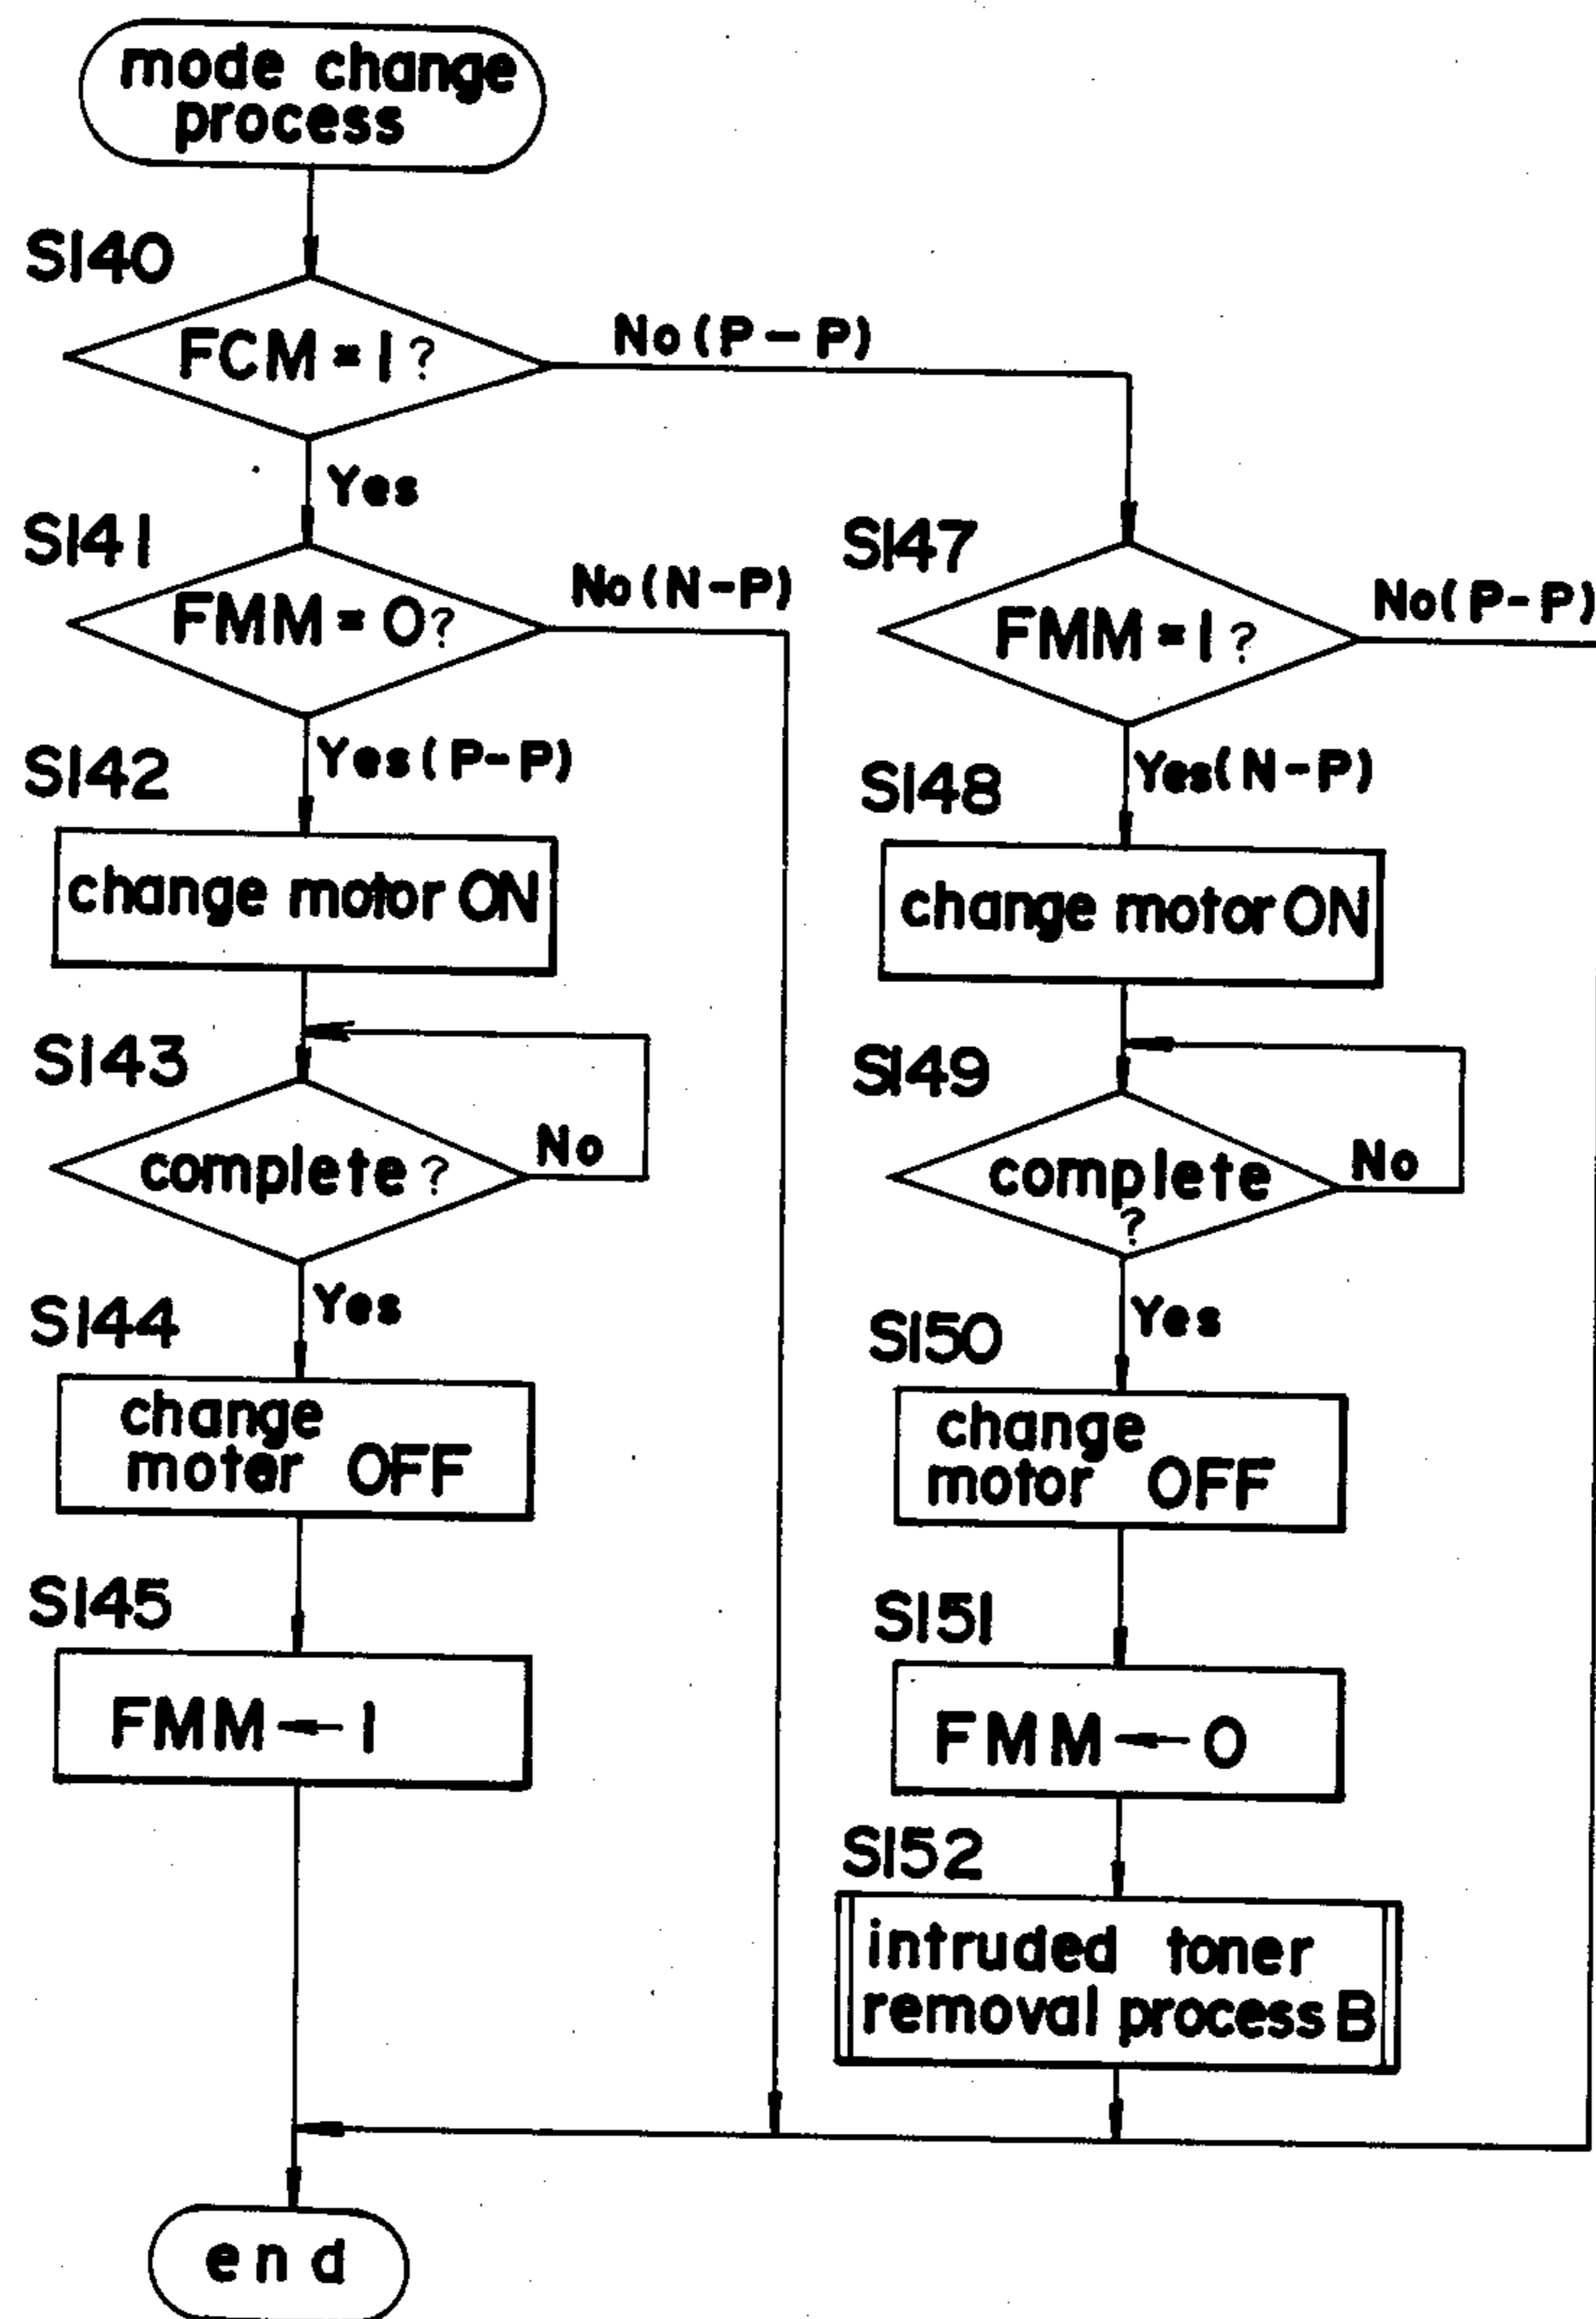 mode change
process
S140
FCM=1?
No(P-P)
Yes
S141
FMM=0?
No(N-P)
Yes(P-P)
S142
change motor ON
S143
complete?
No
Yes
S144
change
motor OFF
S145
FMM←1
S147
FMM=1?
No(P-P)
Yes(N-P)
S148
change motor ON
S149
complete
?
No
Yes
S150
change
motor OFF
S151
FMM←0
S152
intruded toner
removal process B
end